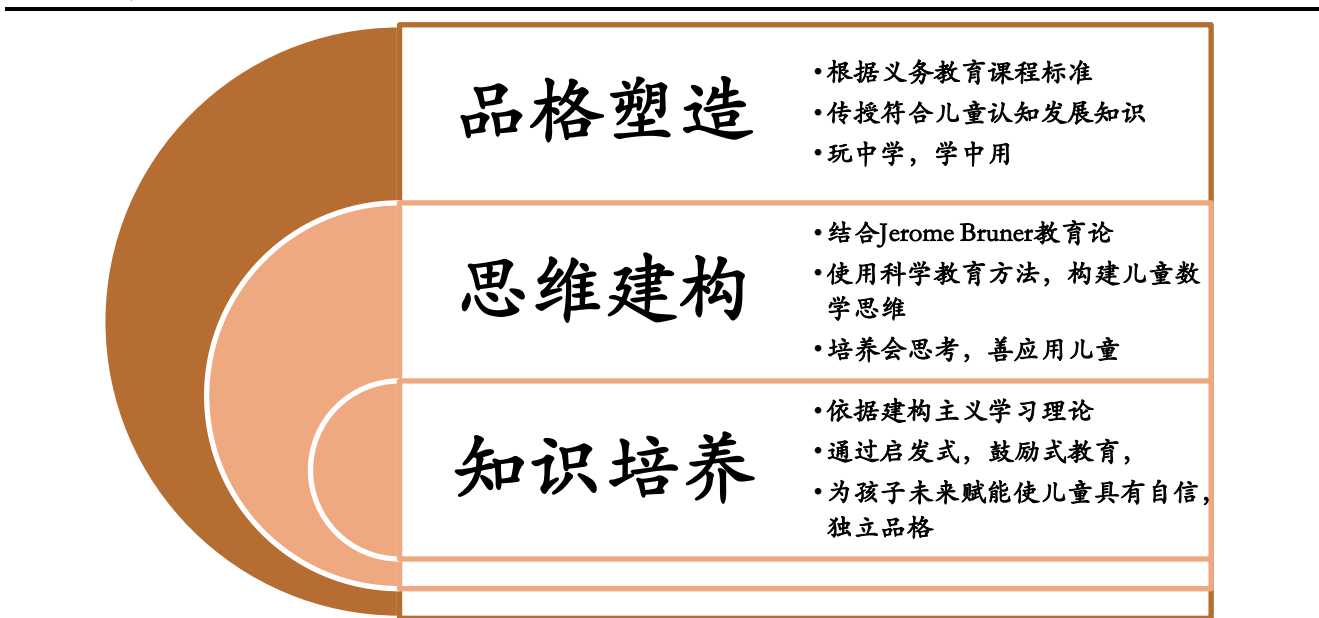 品格塑造
•根据义务教育课程标准
•传授符合儿童认知发展知识
•玩中学，学中用
思维建构
•结合Jerome Bruner教育论
•使用科学教育方法，构建儿童数
学思维
•培养会思考，善应用儿童
知识培养
•依据建构主义学习理论
•通过启发式，鼓励式教育，
•为孩子未来赋能使儿童具有自信，
独立品格